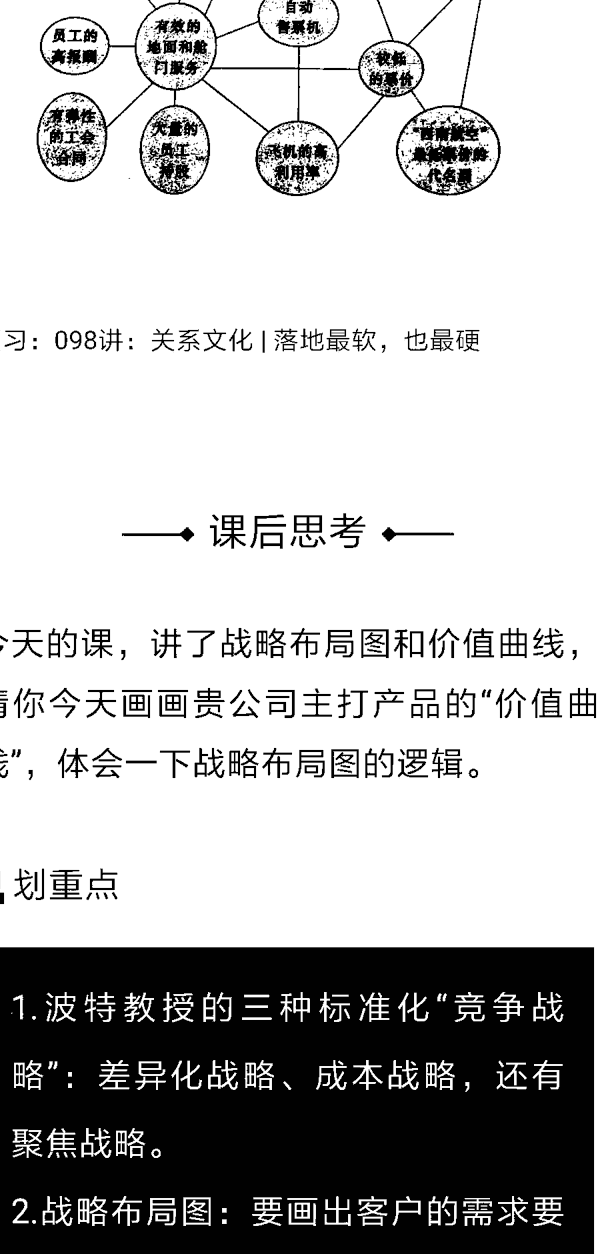 自动
售票机
员工的
高报酬
有效的
地面和舱
门服务
较低
的票价
有弹性
的工会
合同
大量的
员工
持股
飞机的高
利用率
"西南航空"
是低票价的
代名词
习：098讲：关系文化 | 落地最软，也最硬
课后思考
今天的课，讲了战略布局图和价值曲线，
请你今天画画贵公司主打产品的“价值曲
线”，体会一下战略布局图的逻辑。
划重点
1.波特教授的三种标准化“竞争战
略”：差异化战略、成本战略，还有
聚焦战略。
2.战略布局图：要画出客户的需求要